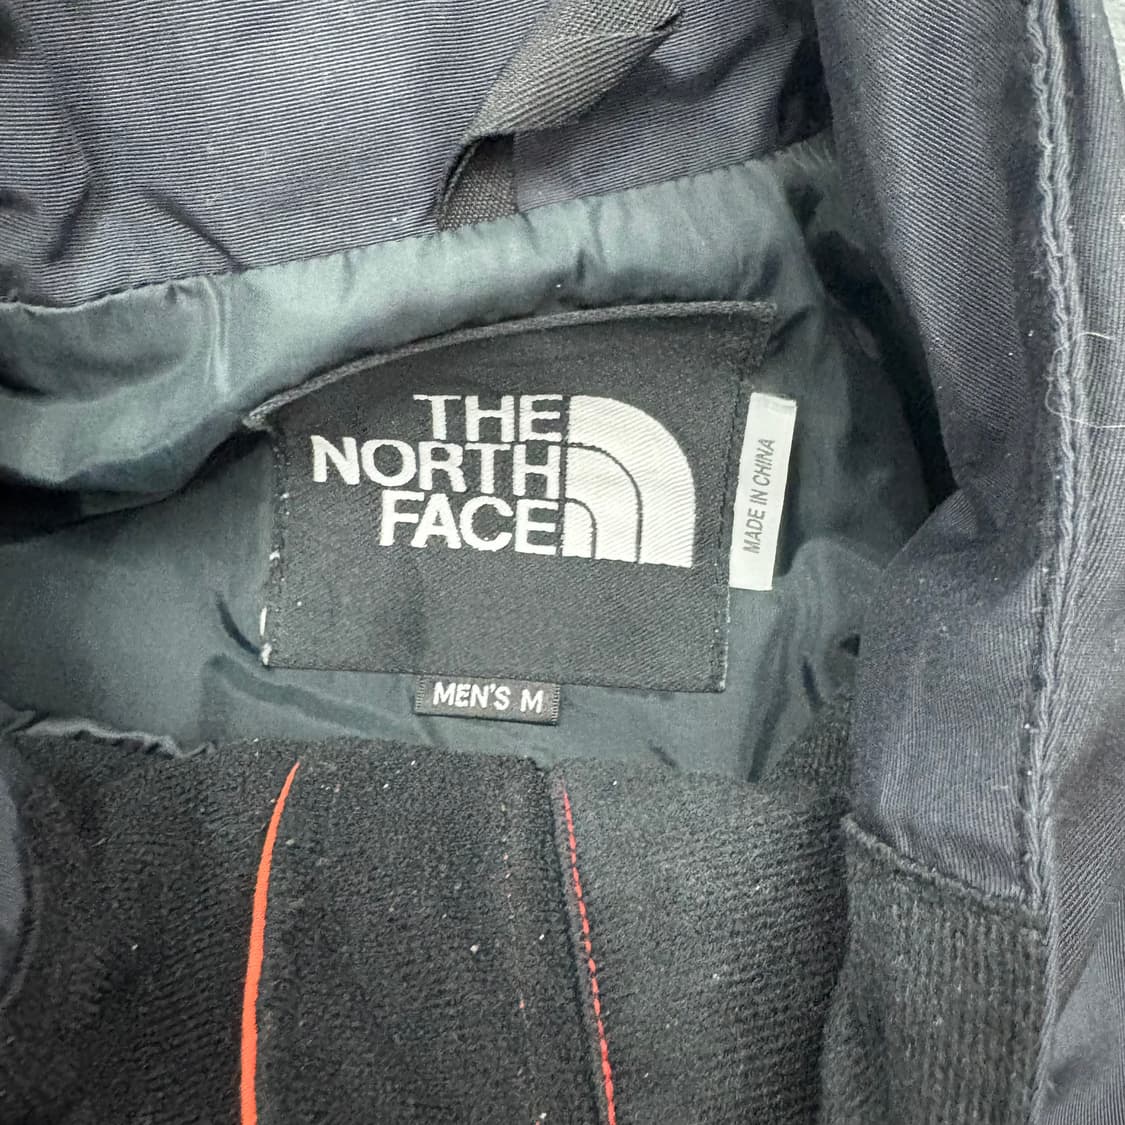 THE
NORTH
FACE
MADE IN CHINA
MEN'S M